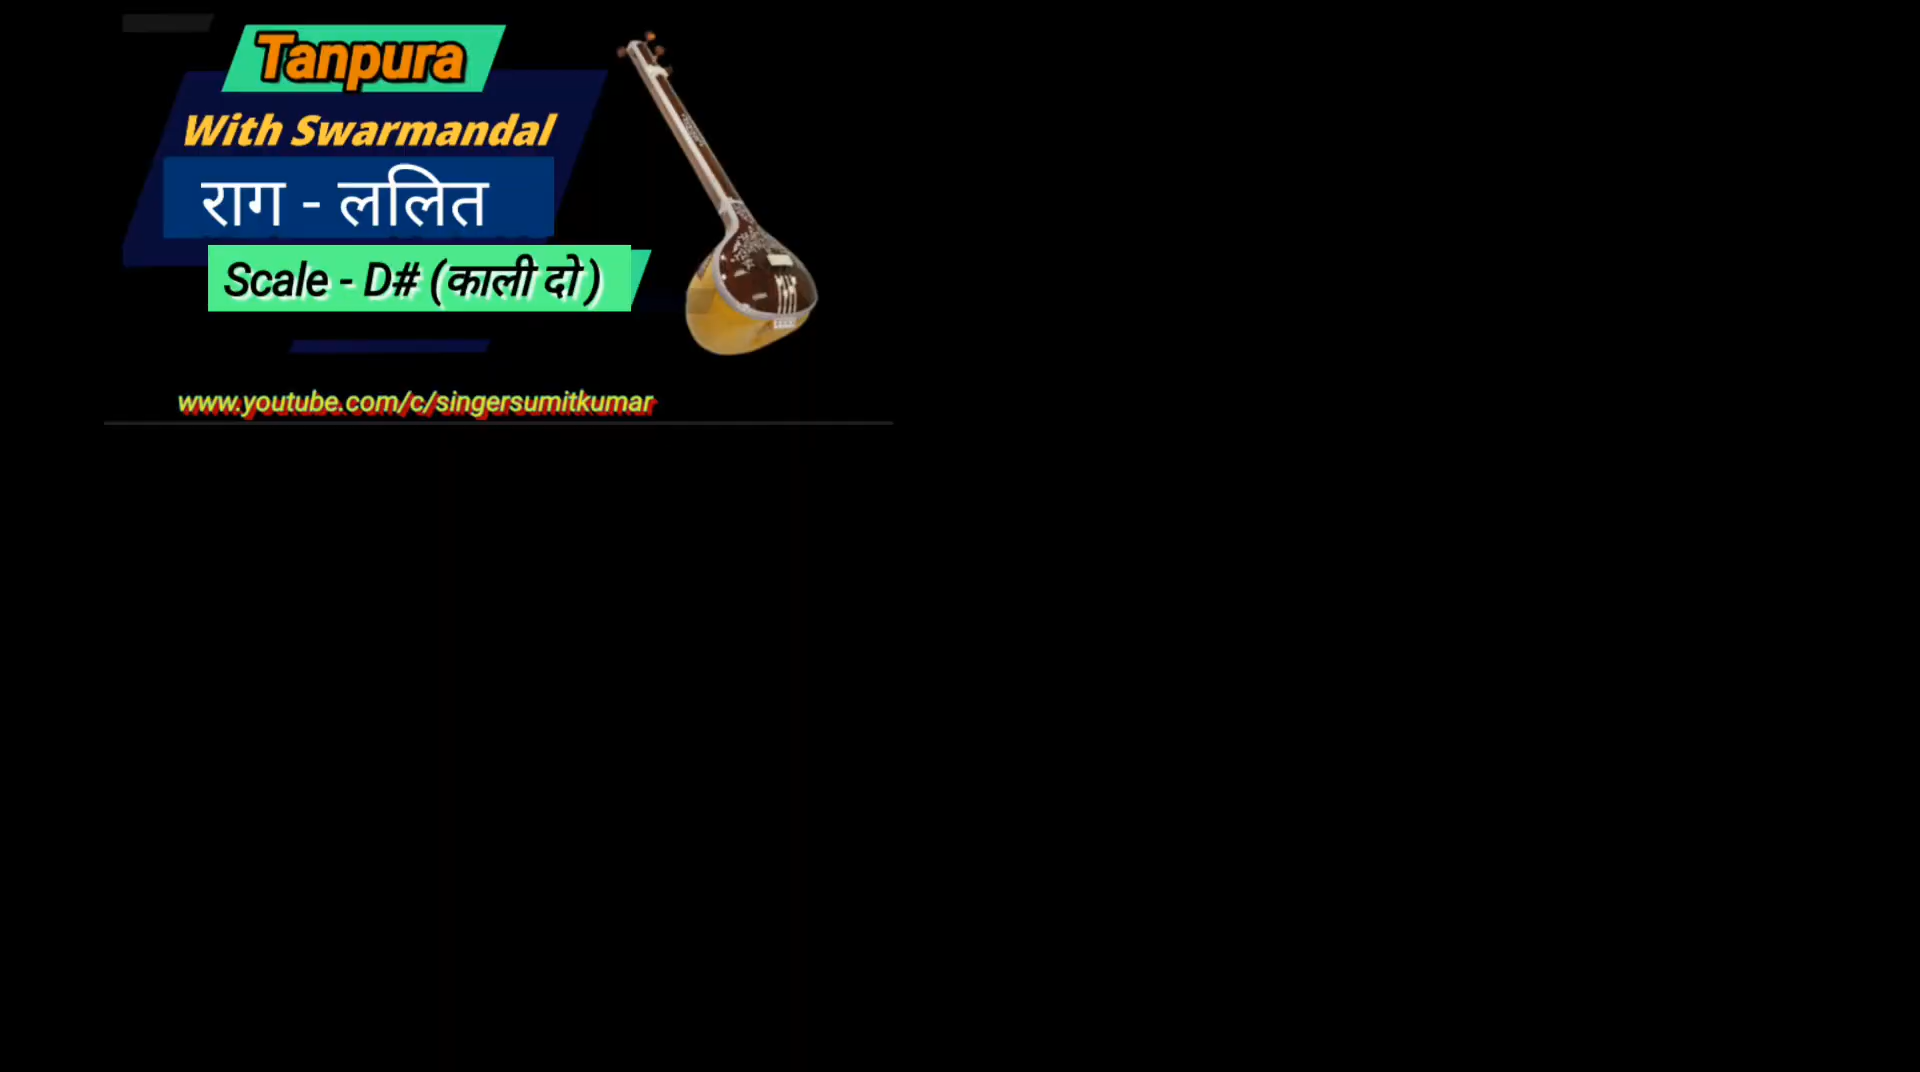 Tanpura
With Swarmandal
राग - ललित
Scale - D# (काली दो)
www.youtube.com/c/singersumitkumar